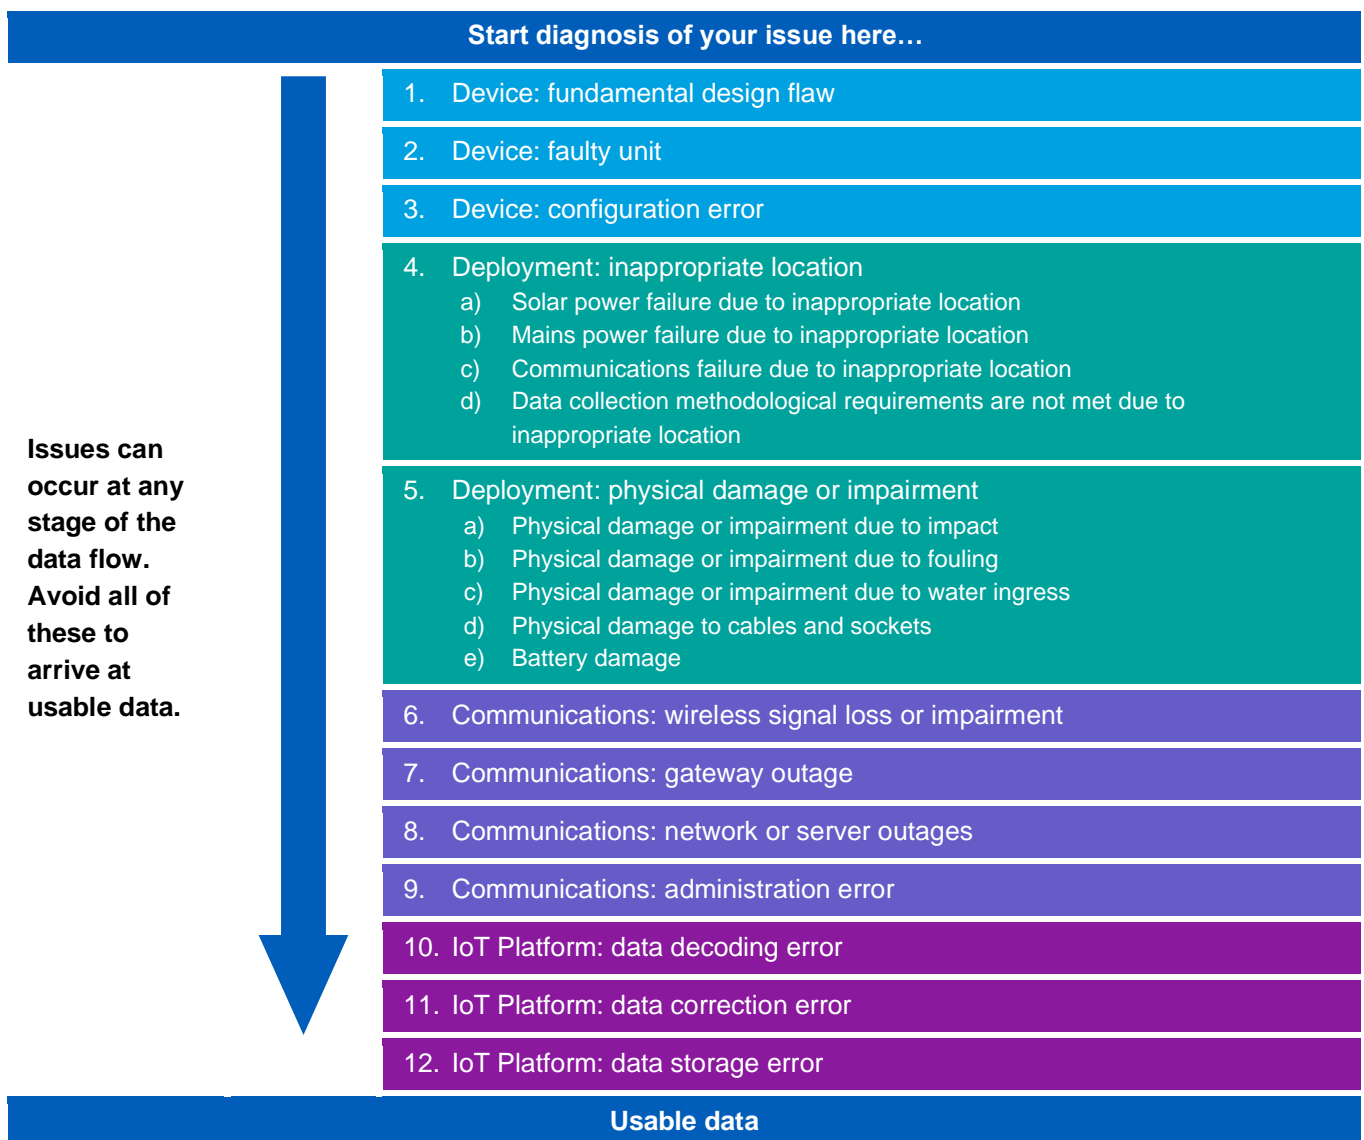 Start diagnosis of your issue here…
Issues can
occur at any
stage of the
data flow.
Avoid all of
these to
arrive at
usable data.
1. Device: fundamental design flaw
2. Device: faulty unit
3. Device: configuration error
4. Deployment: inappropriate location
a) Solar power failure due to inappropriate location
b) Mains power failure due to inappropriate location
c) Communications failure due to inappropriate location
d) Data collection methodological requirements are not met due to
inappropriate location
5. Deployment: physical damage or impairment
a) Physical damage or impairment due to impact
b) Physical damage or impairment due to fouling
c) Physical damage or impairment due to water ingress
d) Physical damage to cables and sockets
e) Battery damage
6. Communications: wireless signal loss or impairment
7. Communications: gateway outage
8. Communications: network or server outages
9. Communications: administration error
10. IoT Platform: data decoding error
11. IoT Platform: data correction error
12. IoT Platform: data storage error
Usable data